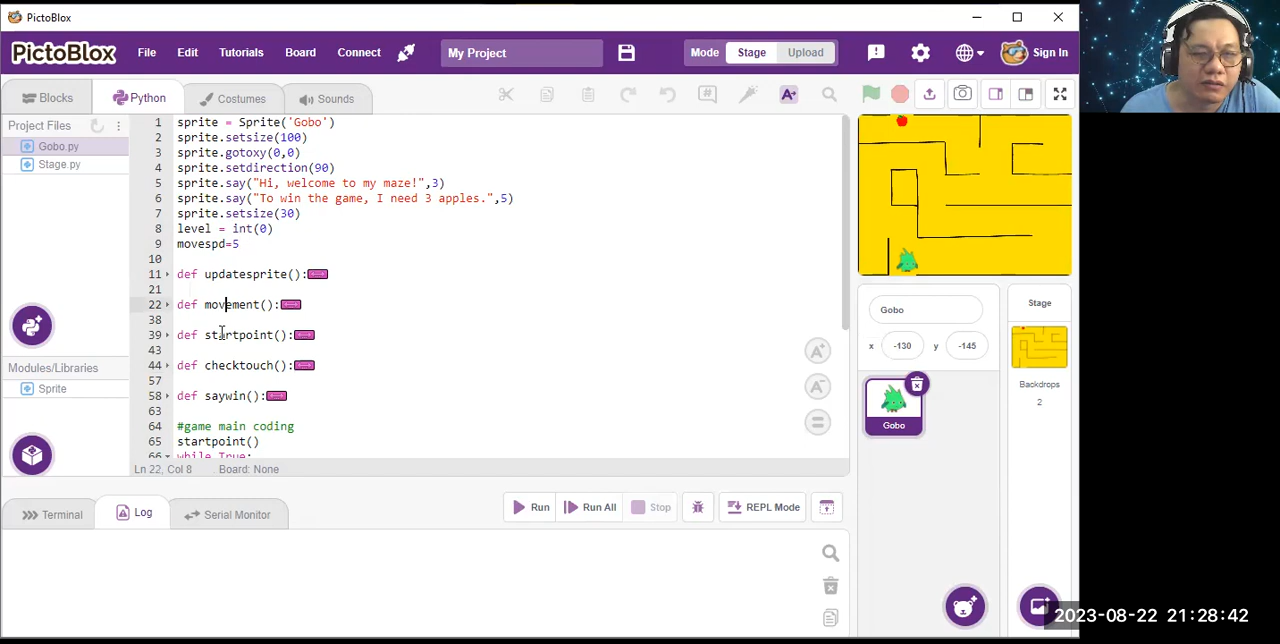 PictoBlox
PictoBlox
File
Edit
Tutorials
Board
Connect
My Project
Mode
Stage
Upload
Sign In
Blocks
Python
Costumes
Sounds
Project Files
Gobo.py
Stage.py
Modules/Libraries
Sprite
1 sprite = Sprite('Gobo')
2 sprite.setsize(100)
3 sprite.gotoxy(0,0)
4 sprite.setdirection(90)
5 sprite.say("Hi, welcome to my maze!",3)
6 sprite.say("To win the game, I need 3 apples.",5)
7 sprite.setsize(30)
8 level = int(0)
9 movespd=5
10
11 def updatesprite():
21
22 def movement():
38
39 def startpoint():
43
44 def checktouch():
57
58 def saywin():
63
64 #game main coding
65 startpoint()
66 while True:
Ln 22, Col 8
Board: None
Gobo
x -130 y -145
Gobo
Stage
Backdrops
2
Terminal
Log
Serial Monitor
Run
Run All
Stop
REPL Mode
2023-08-22 21:28:42